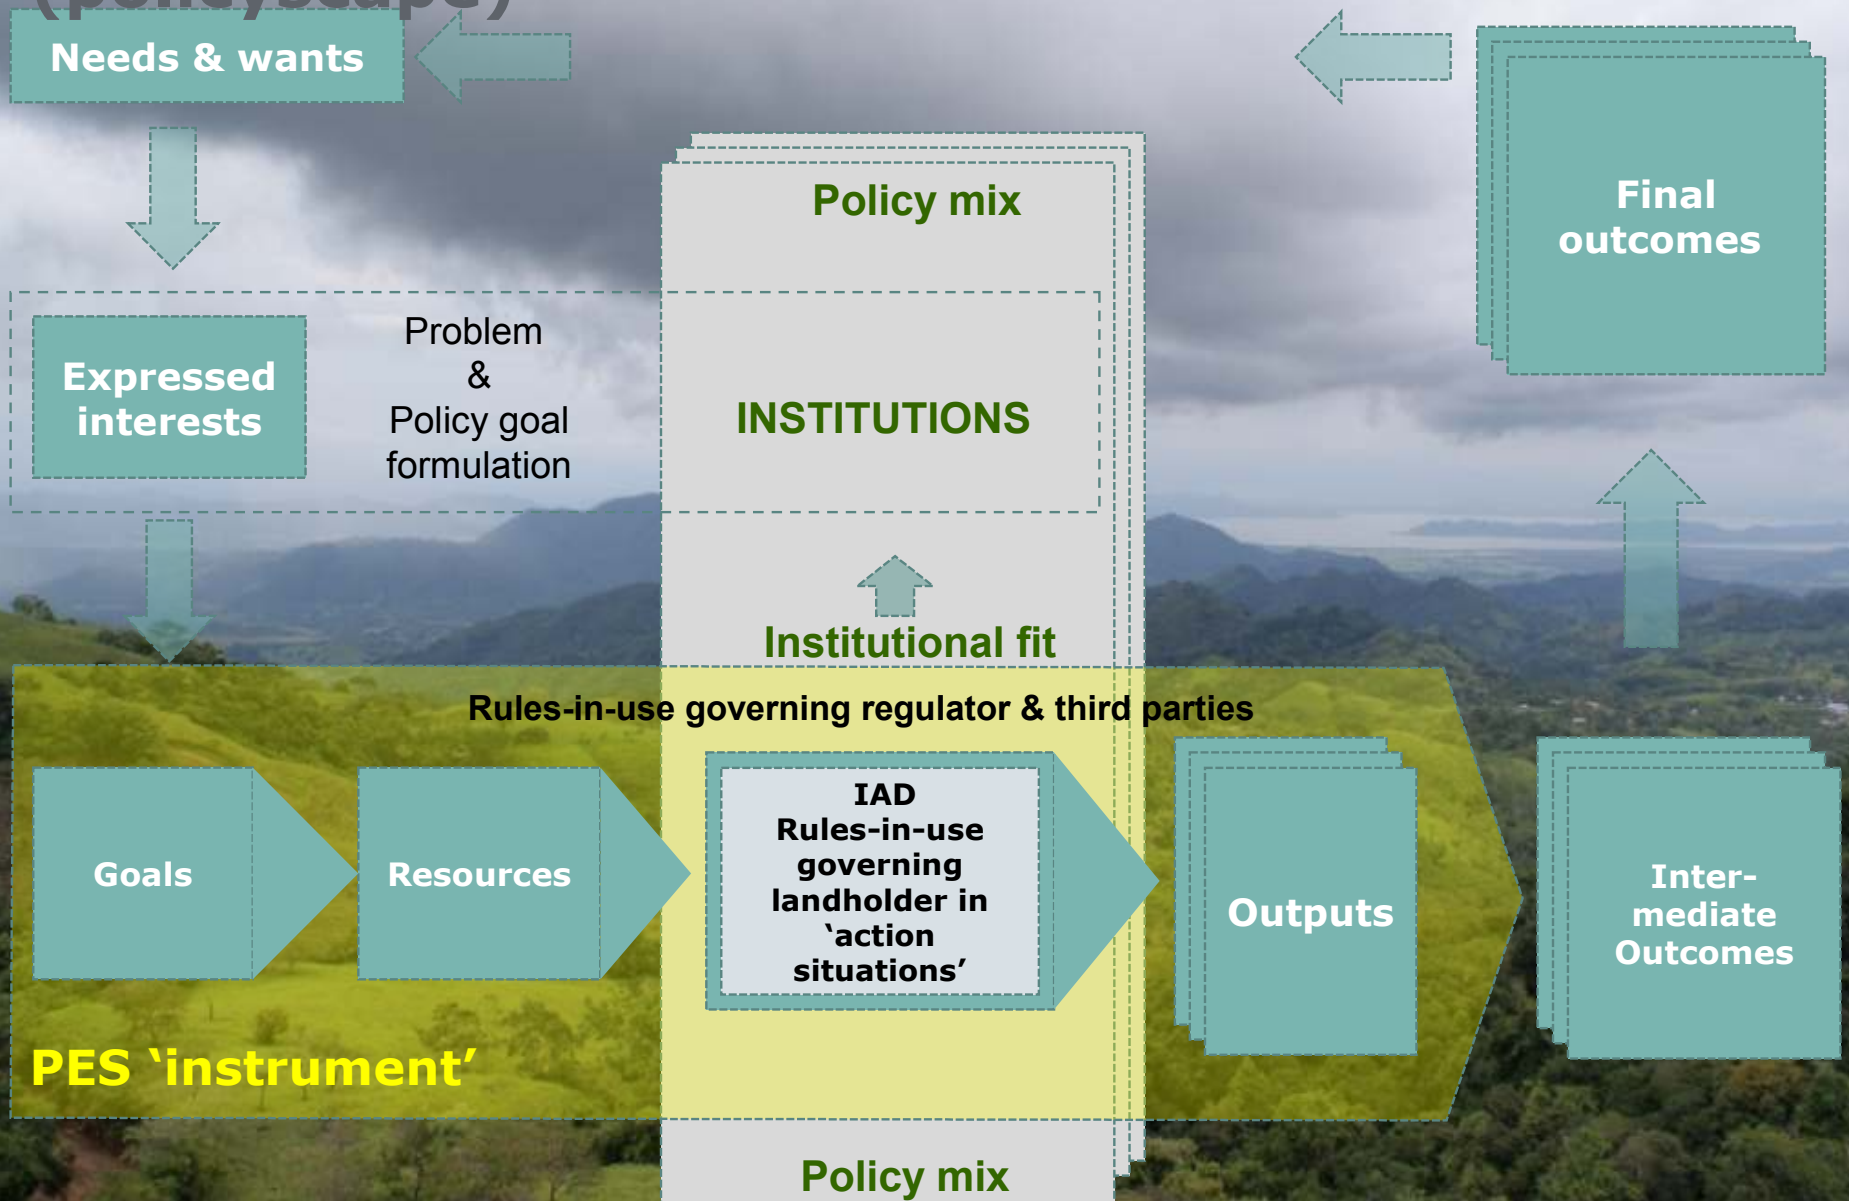 (policyscape)
Needs & wants
Policy mix
Final
outcomes
Expressed
interests
Problem
&
Policy goal
formulation
INSTITUTIONS
Institutional fit
Rules-in-use governing regulator & third parties
Goals
Resources
IAD
Rules-in-use
governing
landholder in
‘action
situations’
Outputs
Inter-
mediate
Outcomes
PES ‘instrument’
Policy mix